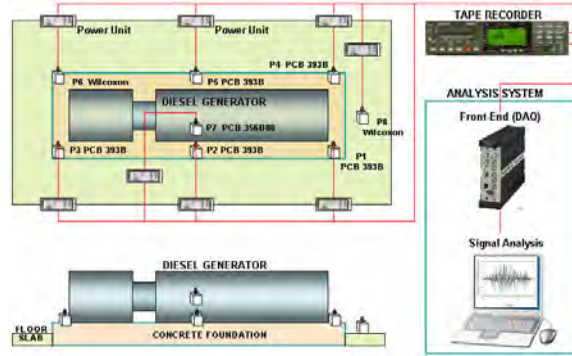 TAPE RECORDER
Power Unit
Power Unit
P4 PCB 393B
P6 Wilcoxon
P5 PCB 393B
ANALYSIS SYSTEM
DIESEL GENERATOR
Front-End (DAQ)
P7 PCB 356B08
P8
Wilcoxon
P3 PCB 393B
P2 PCB 393B
P1
PCB 393B
Signal Analysis
DIESEL GENERATOR
FLOOR
SLAB
CONCRETE FOUNDATION